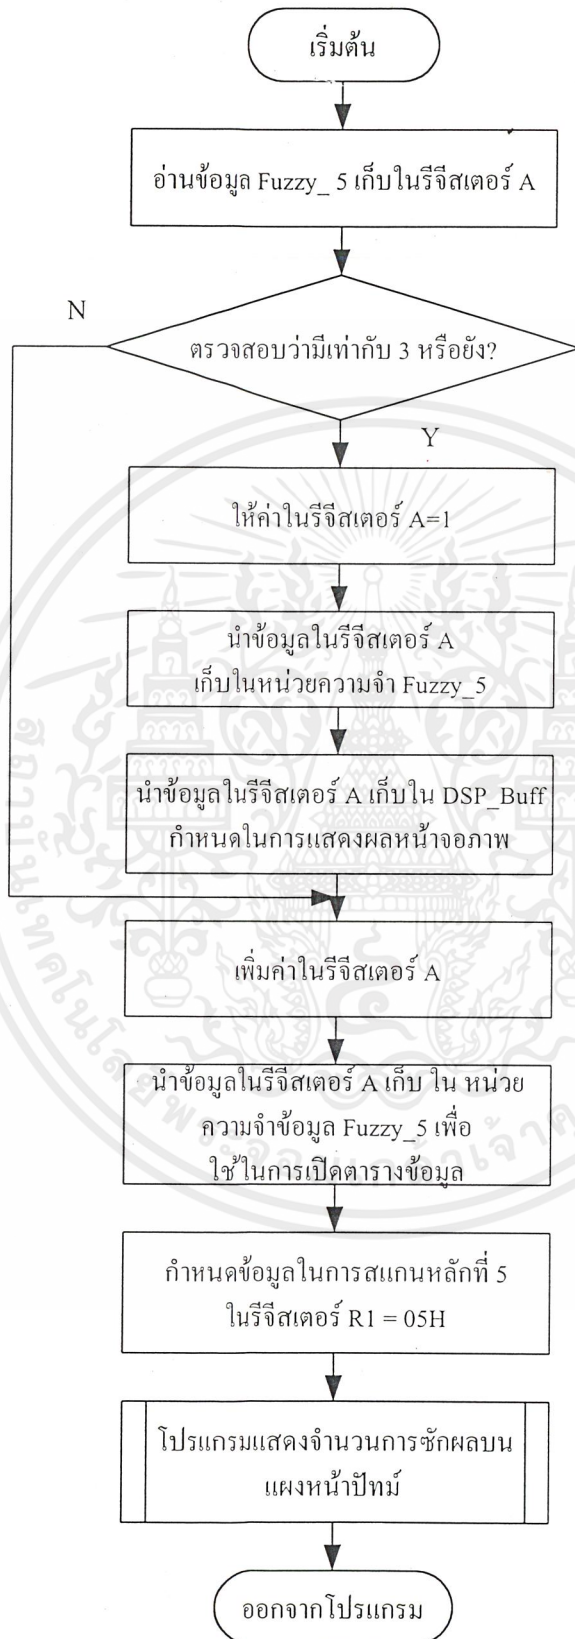 เริ่มต้น
อ่านข้อมูล Fuzzy_ 5 เก็บในรีจีสเตอร์ A
N
ตรวจสอบว่ามีเท่ากับ 3 หรือยัง?
Y
ให้ค่าในรีจีสเตอร์ A=1
นำข้อมูลในรีจีสเตอร์ A
เก็บในหน่วยความจำ Fuzzy_5
นำข้อมูลในรีจีสเตอร์ A เก็บใน DSP_Buff
กำหนดในการแสดงผลหน้าจอภาพ
เพิ่มค่าในรีจีสเตอร์ A
นำข้อมูลในรีจีสเตอร์ A เก็บ ใน หน่วย
ความจำข้อมูล Fuzzy_5 เพื่อ
ใช้ในการเปิดตารางข้อมูล
กำหนดข้อมูลในการสแกนหลักที่ 5
ในรีจีสเตอร์ R1 = 05H
โปรแกรมแสดงจำนวนการซักผลบน
แผงหน้าปัทม์
ออกจากโปรแกรม